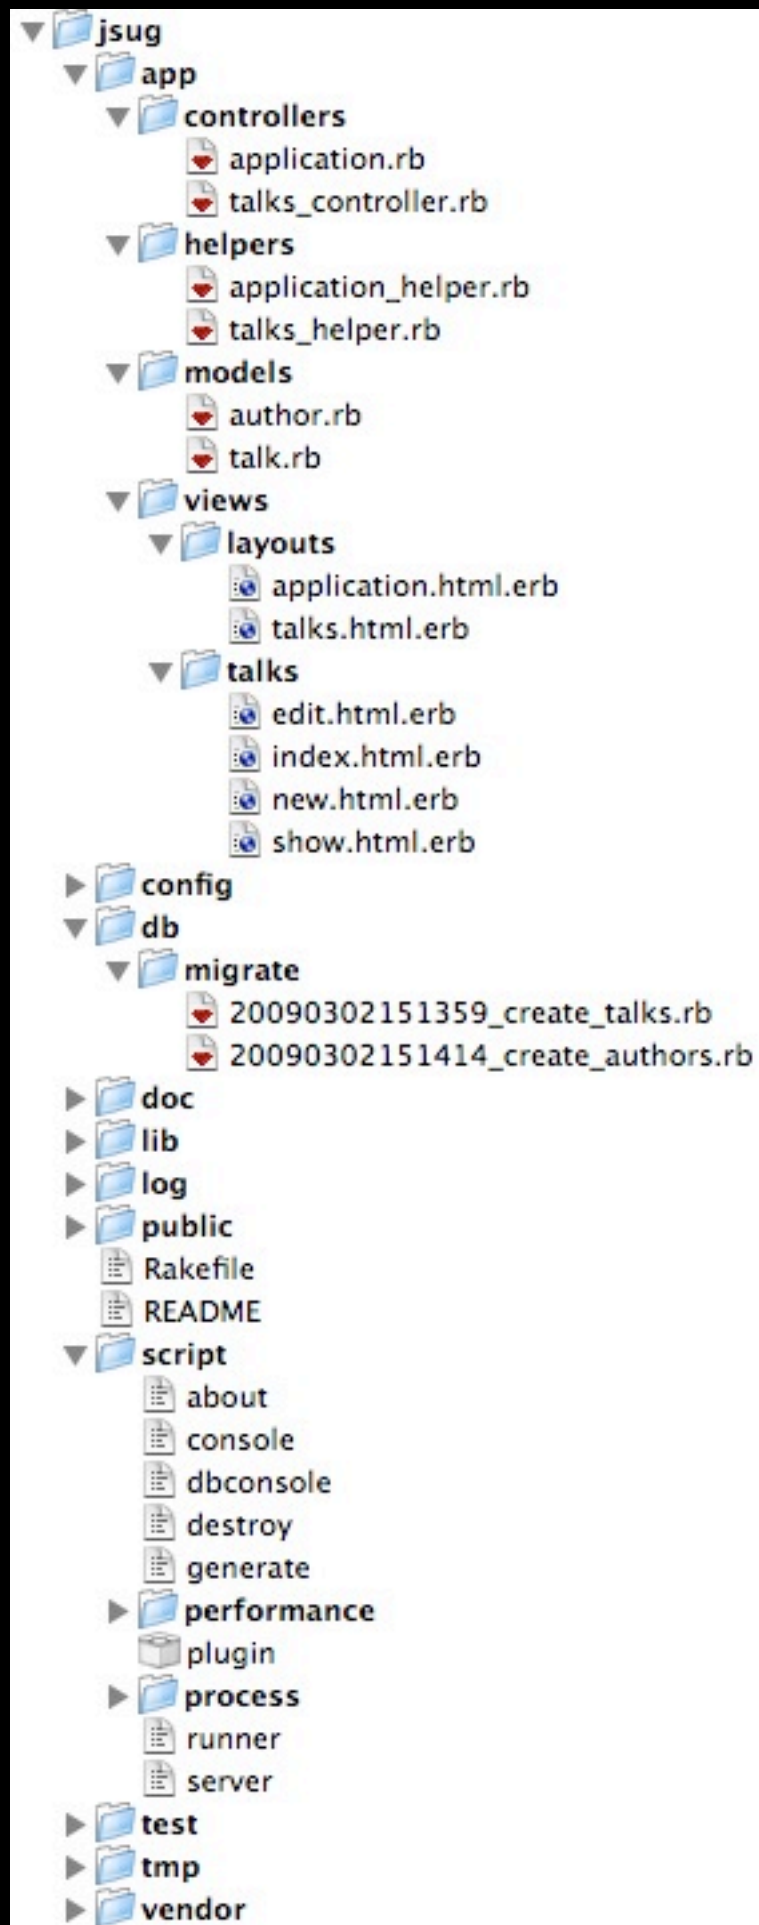 jsug
app
controllers
application.rb
talks_controller.rb
helpers
application_helper.rb
talks_helper.rb
models
author.rb
talk.rb
views
layouts
application.html.erb
talks.html.erb
talks
edit.html.erb
index.html.erb
new.html.erb
show.html.erb
config
db
migrate
20090302151359_create_talks.rb
20090302151414_create_authors.rb
doc
lib
log
public
Rakefile
README
script
about
console
dbconsole
destroy
generate
performance
plugin
process
runner
server
test
tmp
vendor